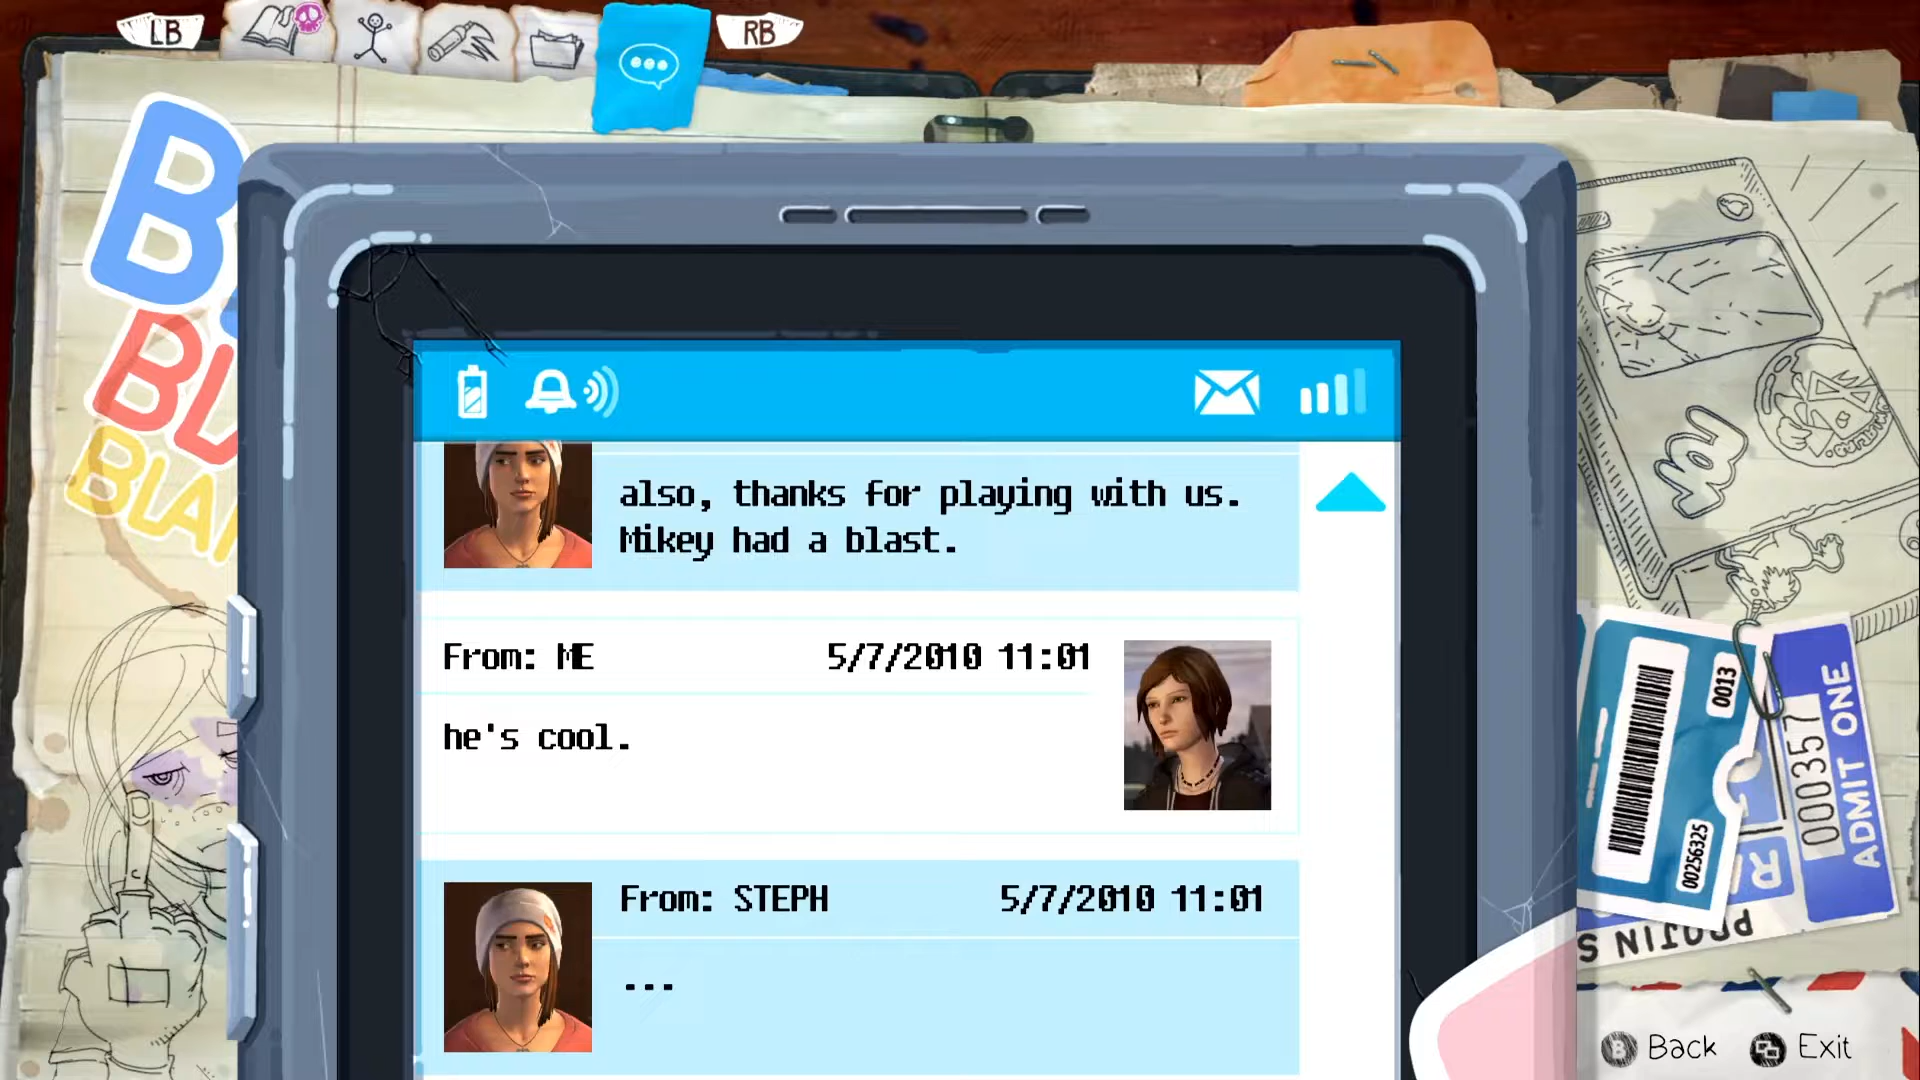 LB
RB
also, thanks for playing with us.
Mikey had a blast.
From: ME 5/7/2010 11:01
he's cool.
From: STEPH 5/7/2010 11:01
...
0013
00256325
000357
ADMIT ONE
Back
Exit